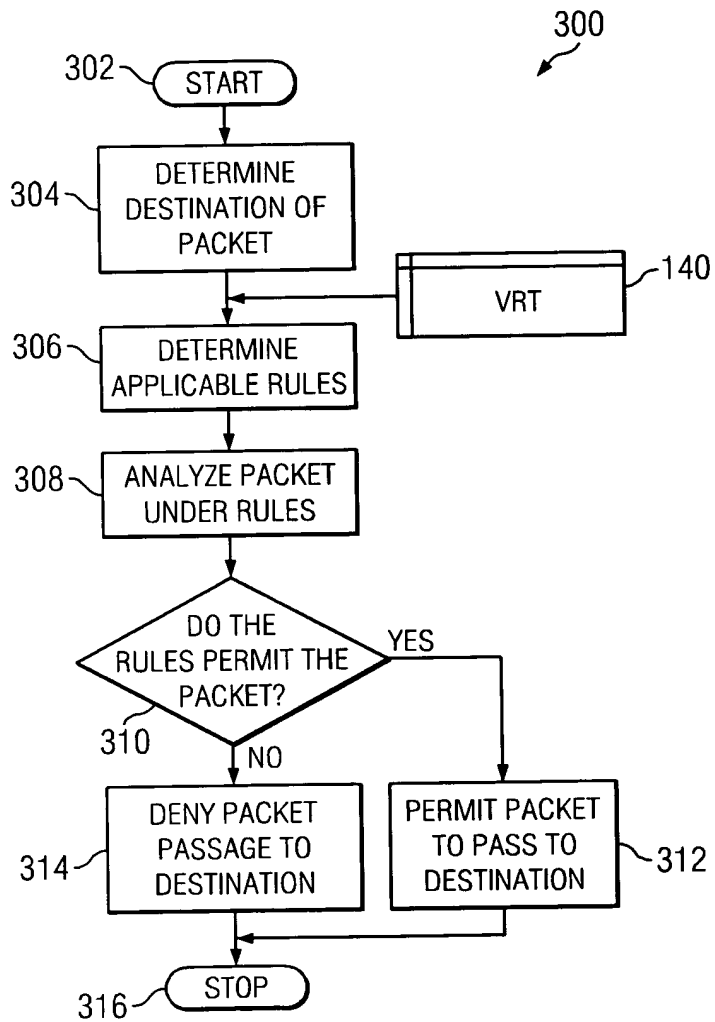 300
302
START
304
DETERMINE
DESTINATION OF
PACKET
140
VRT
306
DETERMINE
APPLICABLE RULES
308
ANALYZE PACKET
UNDER RULES
DO THE
RULES PERMIT THE
PACKET?
YES
310
NO
DENY PACKET
PASSAGE TO
DESTINATION
314
PERMIT PACKET
TO PASS TO
DESTINATION
312
STOP
316